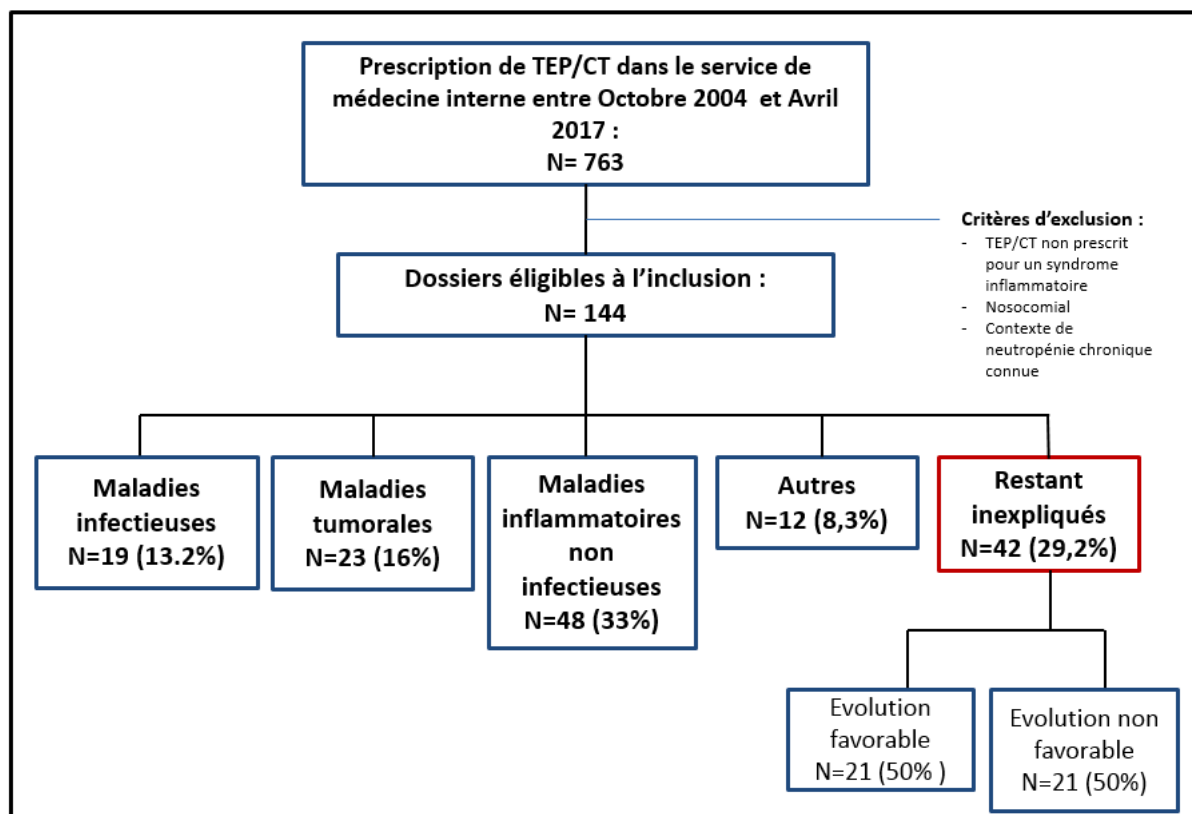 Prescription de TEP/CT dans le service de
médecine interne entre Octobre 2004 et Avril
2017 :
N= 763
Critères d'exclusion :
- TEP/CT non prescrit
pour un syndrome
inflammatoire
- Nosocomial
- Contexte de
neutropénie chronique
connue
Dossiers éligibles à l'inclusion :
N= 144
Maladies
infectieuses
N=19 (13.2%)
Maladies
tumorales
N=23 (16%)
Maladies
inflammatoires
non
infectieuses
N=48 (33%)
Autres
N=12 (8,3%)
Restant
inexpliqués
N=42 (29,2%)
Evolution
favorable
N=21 (50% )
Evolution non
favorable
N=21 (50%)